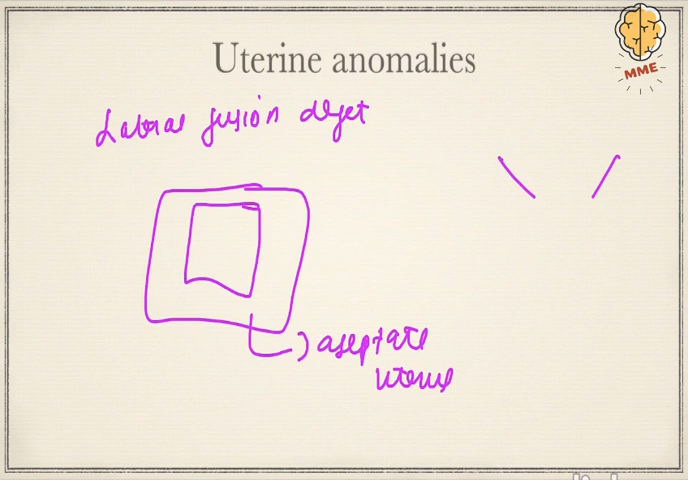 Uterine anomalies
MME
Lateral fusion defect
aseptate
uterus